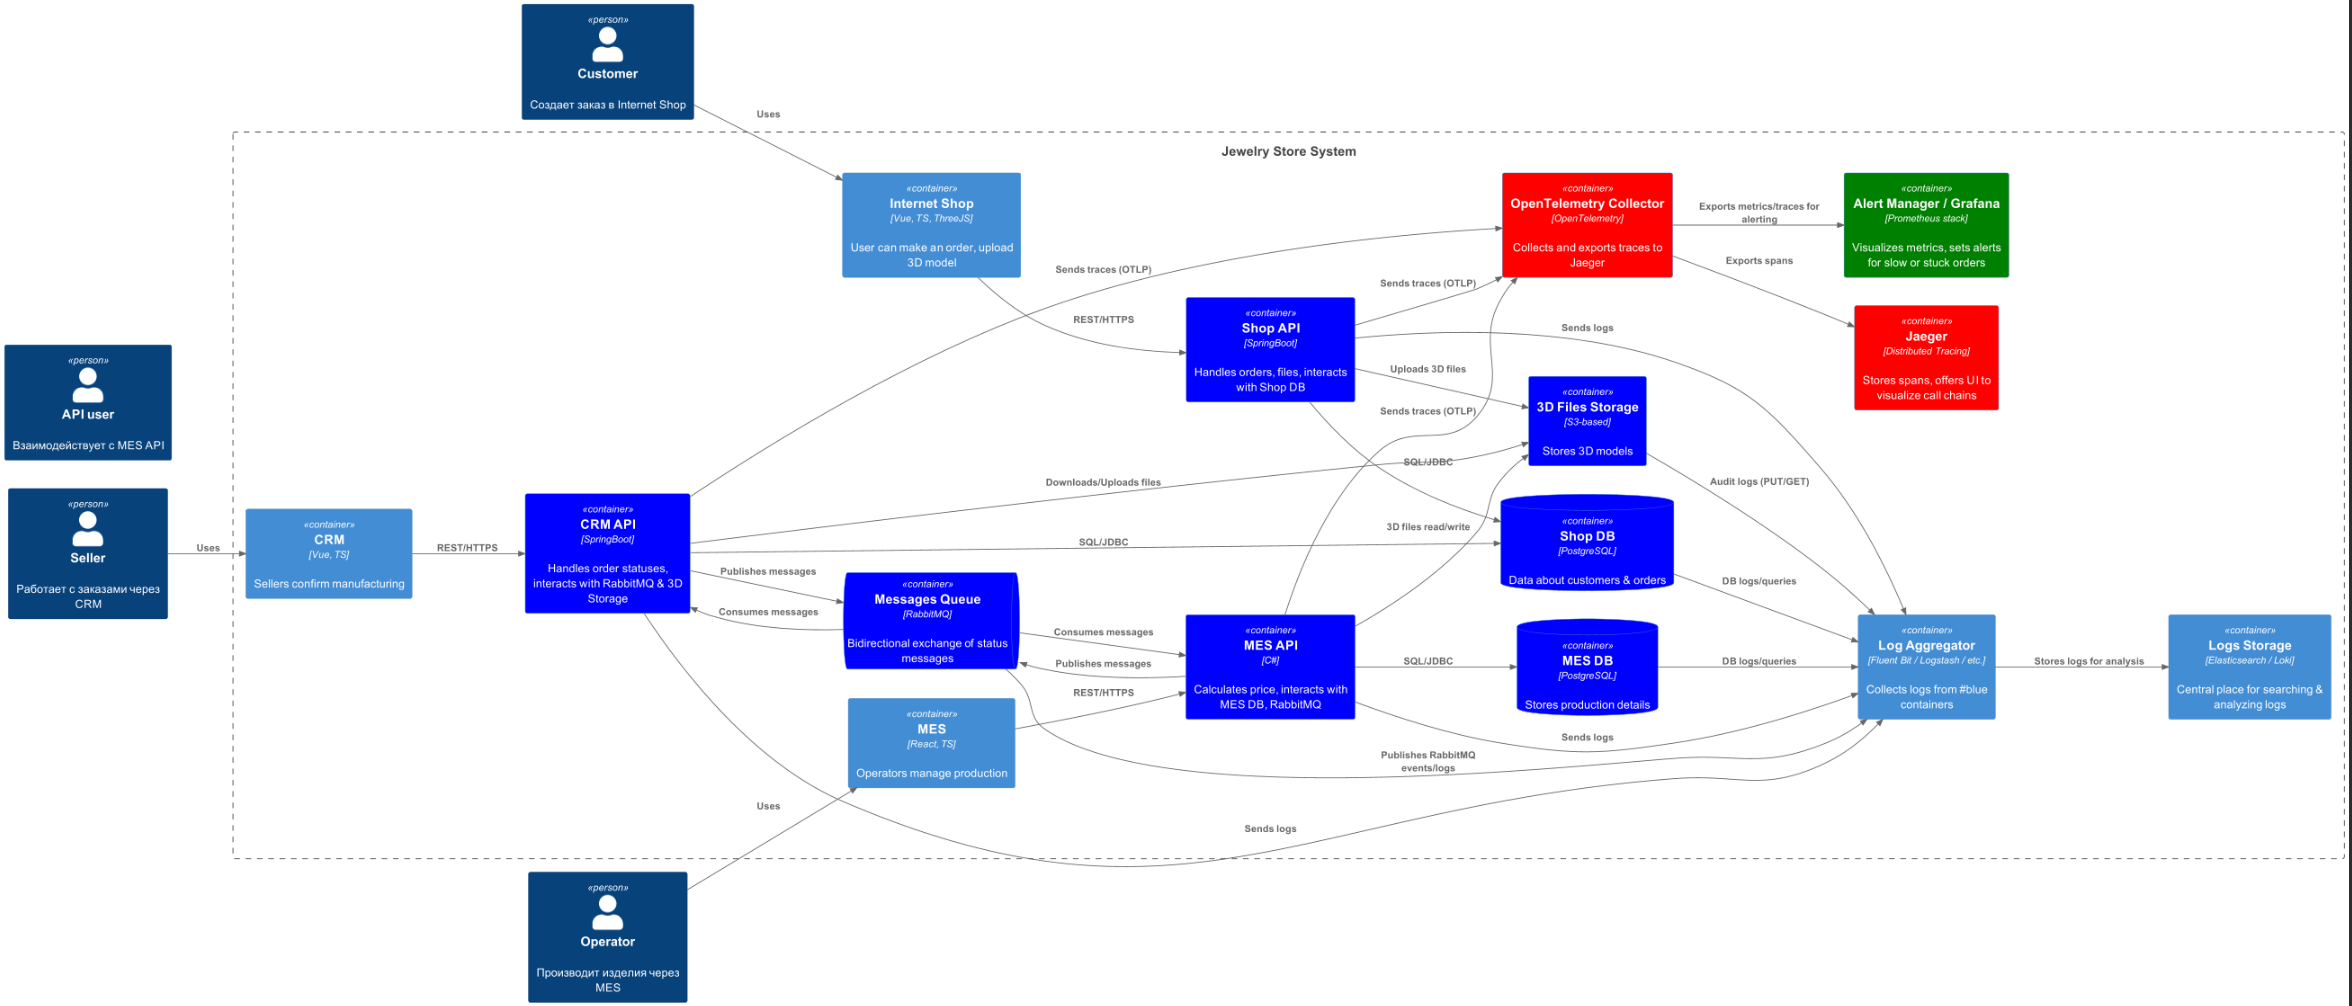 «person»
Customer
Создает заказ в Internet Shop
Uses
Jewelry Store System
«container»
Internet Shop
[Vue, TS, ThreeJS]
User can make an order, upload
3D model
REST/HTTPS
«container»
OpenTelemetry Collector
[OpenTelemetry]
Collects and exports traces to
Jaeger
Exports metrics/traces for
alerting
Exports spans
«container»
Alert Manager / Grafana
[Prometheus stack]
Visualizes metrics, sets alerts
for slow or stuck orders
«container»
Jaeger
[Distributed Tracing]
Stores spans, offers UI to
visualize call chains
Sends traces (OTLP)
Sends traces (OTLP)
Sends traces (OTLP)
«container»
Shop API
[SpringBoot]
Handles orders, files, interacts
with Shop DB
Sends logs
Uploads 3D files
SQL/JDBC
«container»
3D Files Storage
[S3-based]
Stores 3D models
Audit logs (PUT/GET)
«person»
API user
Взаимодействует с MES API
«person»
Seller
Работает с заказами через
CRM
Uses
«container»
CRM
[Vue, TS]
Sellers confirm manufacturing
REST/HTTPS
«container»
CRM API
[SpringBoot]
Handles order statuses,
interacts with RabbitMQ & 3D
Storage
Downloads/Uploads files
SQL/JDBC
Publishes messages
Consumes messages
«container»
Messages Queue
[RabbitMQ]
Bidirectional exchange of status
messages
Consumes messages
Publishes messages
REST/HTTPS
«container»
MES
[React, TS]
Operators manage production
«container»
MES API
[C#]
Calculates price, interacts with
MES DB, RabbitMQ
3D files read/write
SQL/JDBC
«container»
Shop DB
[PostgreSQL]
Data about customers & orders
DB logs/queries
«container»
MES DB
[PostgreSQL]
Stores production details
DB logs/queries
Sends logs
Publishes RabbitMQ
events/logs
Sends logs
«container»
Log Aggregator
[Fluent Bit / Logstash / etc.]
Collects logs from #blue
containers
Stores logs for analysis
«container»
Logs Storage
[Elasticsearch / Loki]
Central place for searching &
analyzing logs
Uses
«person»
Operator
Производит изделия через
MES